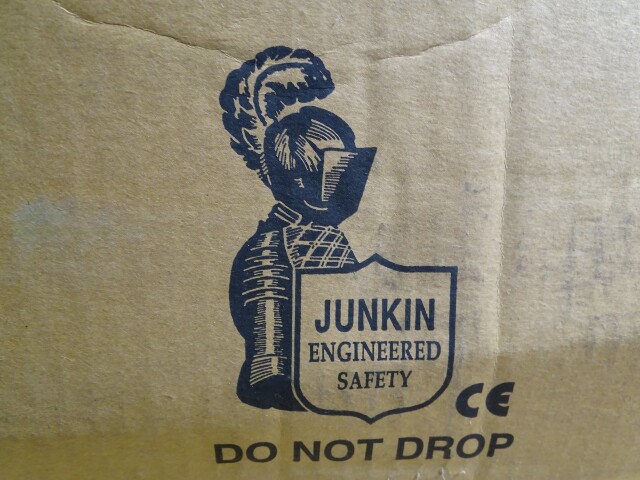 JUNKIN
ENGINEERED
SAFETY
CE
DO NOT DROP